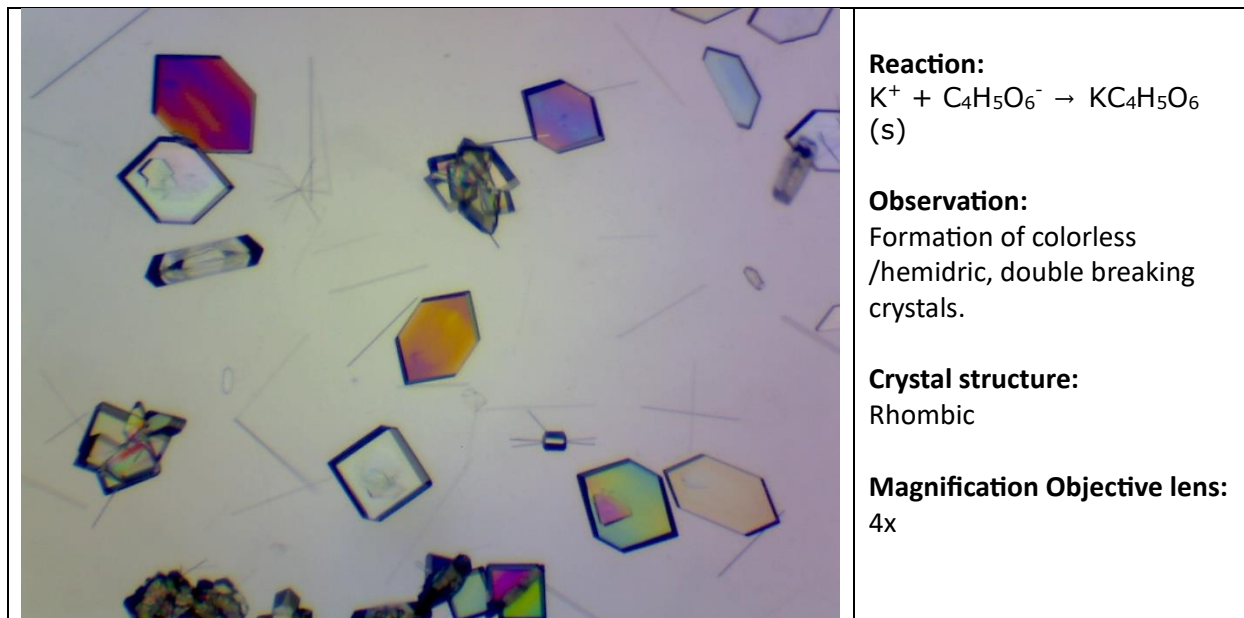 Reaction:
K⁺ + C₄H₅O₆⁻ → KC₄H₅O₆
(s)
Observation:
Formation of colorless
/hemidric, double breaking
crystals.
Crystal structure:
Rhombic
Magnification Objective lens:
4x